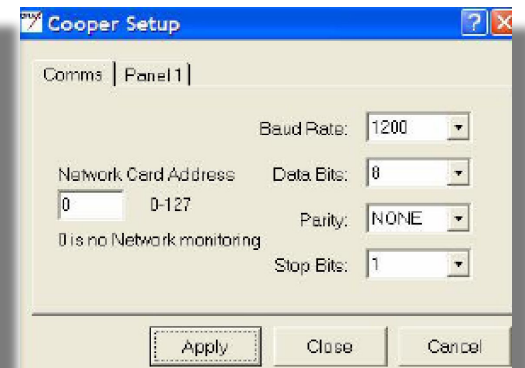 Cooper Setup
Comms Panel 1
Baud Rate: 1200
Network Card Address Data Bits: 8
0 0-127
Parity: NONE
0 is no Network monitoring
Stop Bits: 1
Apply Close Cancel